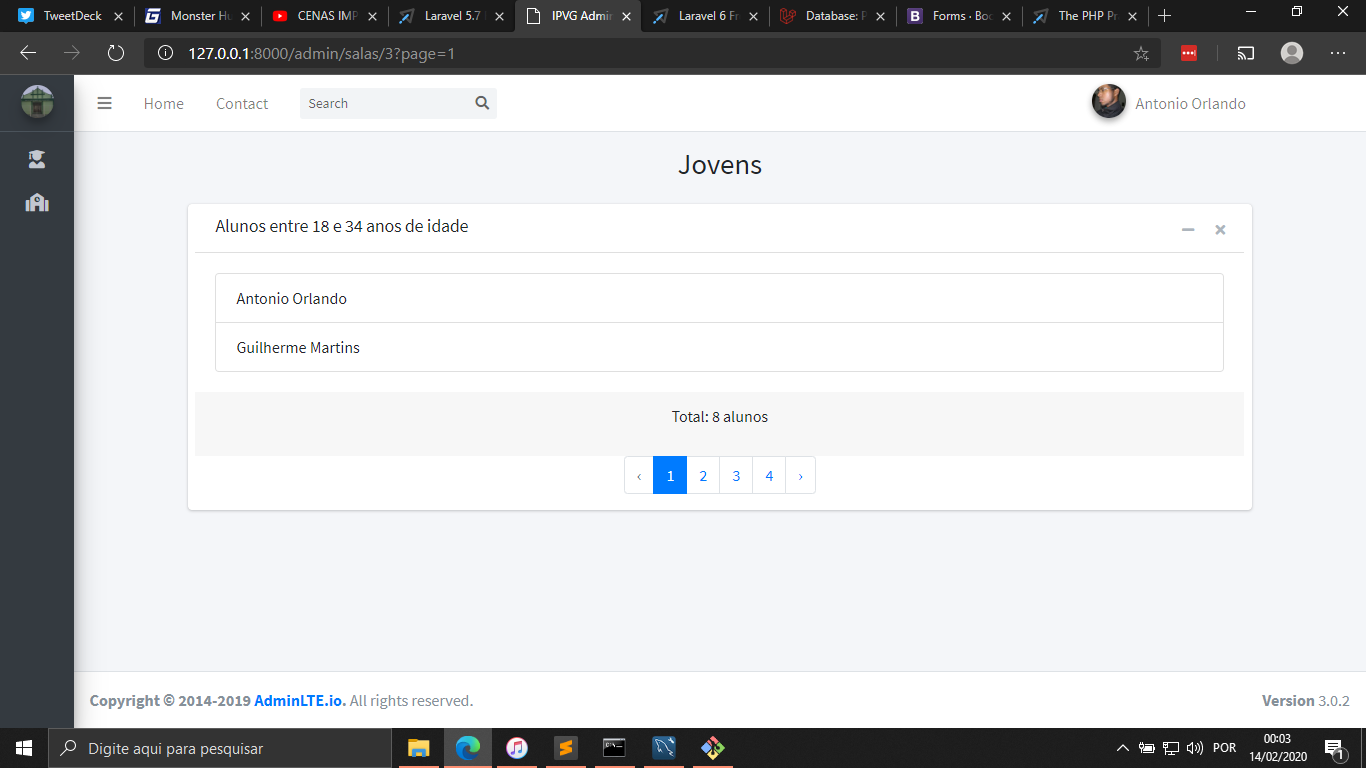 TweetDeck
Monster Hu
CENAS IMP
Laravel 5.7
IPVG Admin
Laravel 6 Fr
Database: P
Forms · Boo
The PHP Pr
127.0.0.1:8000/admin/salas/3?page=1
Home
Contact
Search
Antonio Orlando
Jovens
Alunos entre 18 e 34 anos de idade
Antonio Orlando
Guilherme Martins
Total: 8 alunos
‹ 1 2 3 4 ›
Copyright © 2014-2019 AdminLTE.io. All rights reserved.
Version 3.0.2
Digite aqui para pesquisar
POR
00:03
14/02/2020
1